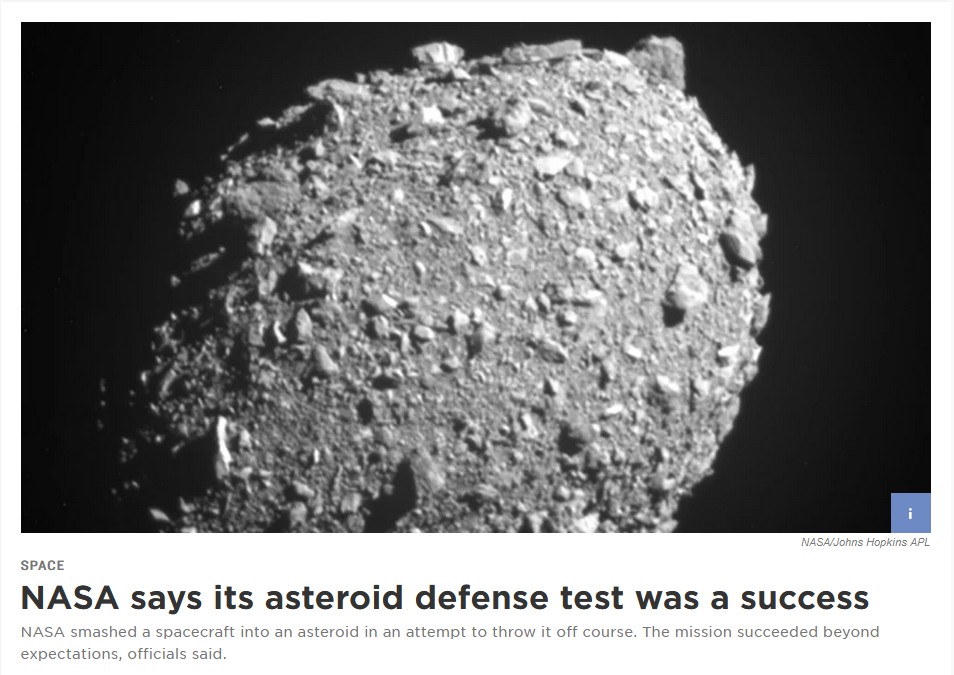 i
NASA/Johns Hopkins APL
SPACE
NASA says its asteroid defense test was a success
NASA smashed a spacecraft into an asteroid in an attempt to throw it off course. The mission succeeded beyond
expectations, officials said.